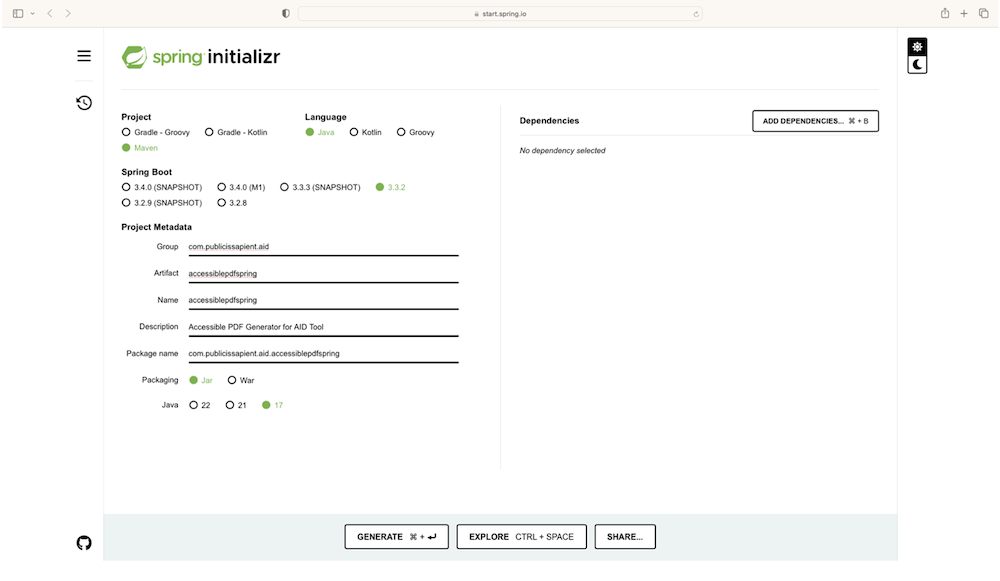 start.spring.io
spring initializr
Project
Gradle - Groovy Gradle - Kotlin
Maven
Language
Java Kotlin Groovy
Spring Boot
3.4.0 (SNAPSHOT) 3.4.0 (M1) 3.3.3 (SNAPSHOT) 3.3.2
3.2.9 (SNAPSHOT) 3.2.8
Project Metadata
Group com.publicissapient.aid
Artifact accessiblepdfspring
Name accessiblepdfspring
Description Accessible PDF Generator for AID Tool
Package name com.publicissapient.aid.accessiblepdfspring
Packaging Jar War
Java 22 21 17
Dependencies ADD DEPENDENCIES... ⌘ + B
No dependency selected
GENERATE ⌘ + ↵ EXPLORE CTRL + SPACE SHARE...